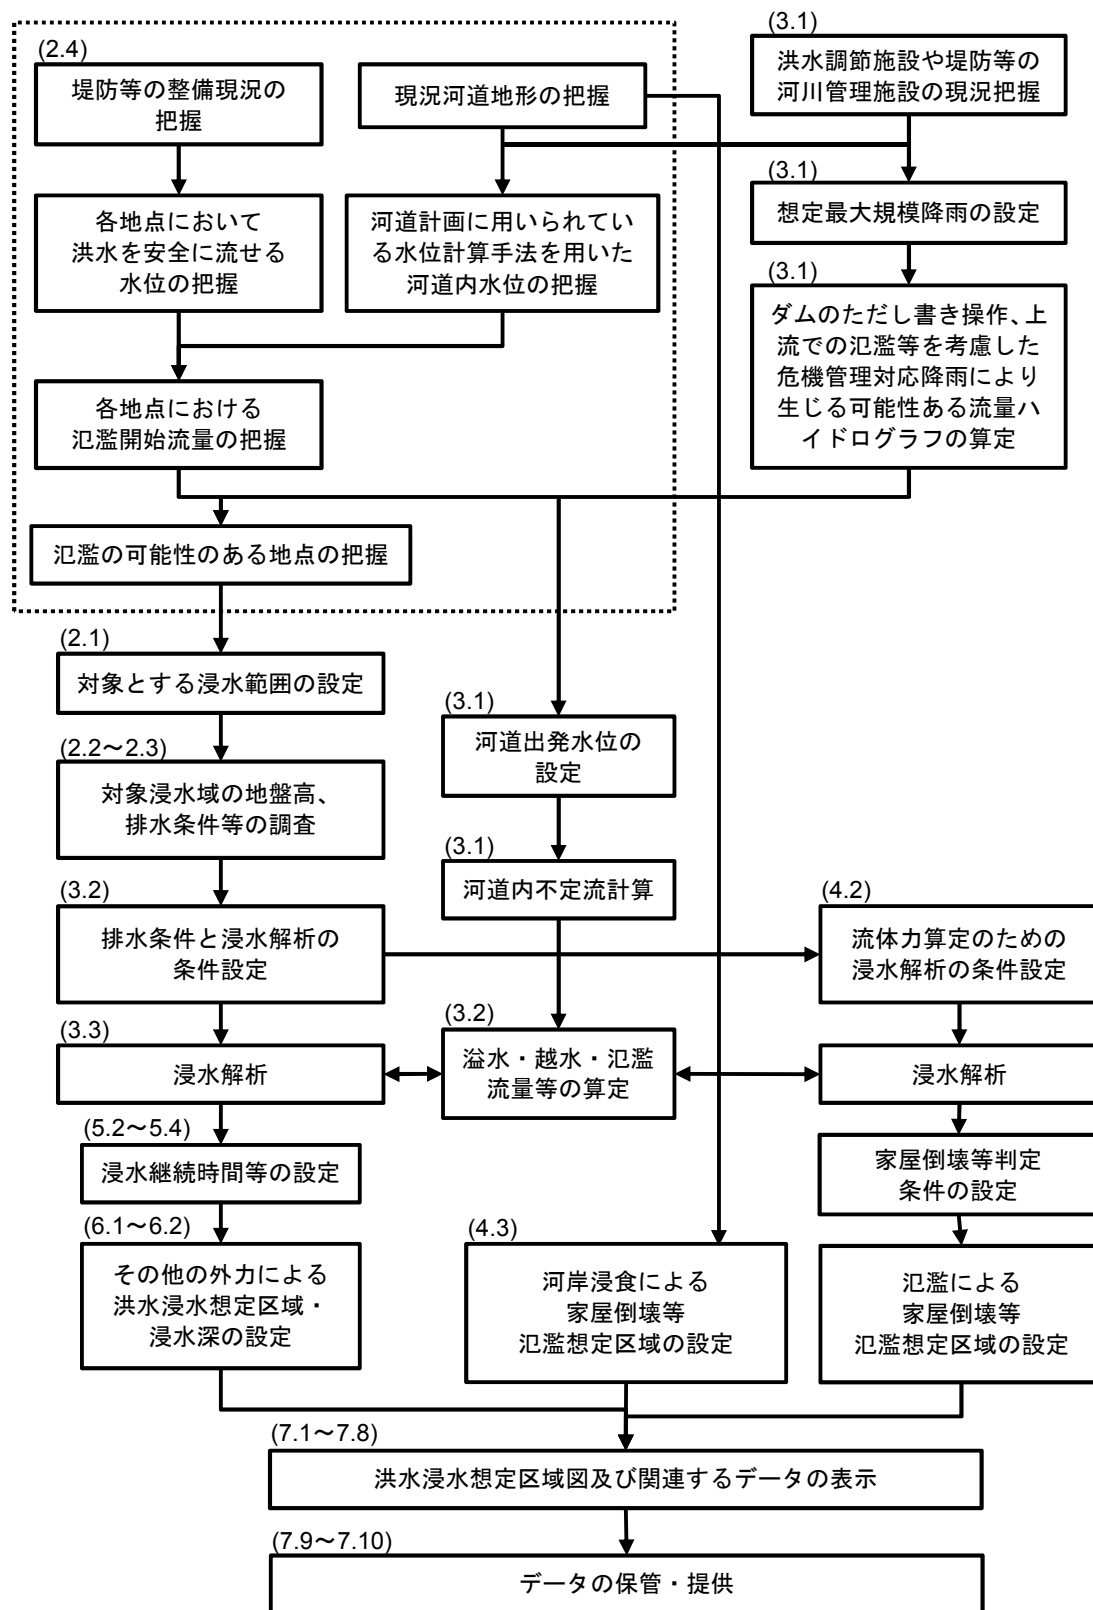 (2.4)
堤防等の整備現況の
把握
現況河道地形の把握
(3.1)
洪水調節施設や堤防等の
河川管理施設の現況把握
各地点において
洪水を安全に流せる
水位の把握
河道計画に用いられてい
る水位計算手法を用いた
河道内水位の把握
(3.1)
想定最大規模降雨の設定
(3.1)
ダムのただし書き操作、上
流での氾濫等を考慮した
危機管理対応降雨により
生じる可能性ある流量ハ
イドログラフの算定
各地点における
氾濫開始流量の把握
氾濫の可能性のある地点の把握
(2.1)
対象とする浸水範囲の設定
(3.1)
河道出発水位の
設定
(2.2～2.3)
対象浸水域の地盤高、
排水条件等の調査
(3.1)
河道内不定流計算
(3.2)
排水条件と浸水解析の
条件設定
(4.2)
流体力算定のための
浸水解析の条件設定
(3.3)
浸水解析
(3.2)
溢水・越水・氾濫
流量等の算定
浸水解析
(5.2～5.4)
浸水継続時間等の設定
家屋倒壊等判定
条件の設定
(6.1～6.2)
その他の外力による
洪水浸水想定区域・
浸水深の設定
(4.3)
河岸浸食による
家屋倒壊等
氾濫想定区域の設定
氾濫による
家屋倒壊等
氾濫想定区域の設定
(7.1～7.8)
洪水浸水想定区域図及び関連するデータの表示
(7.9～7.10)
データの保管・提供